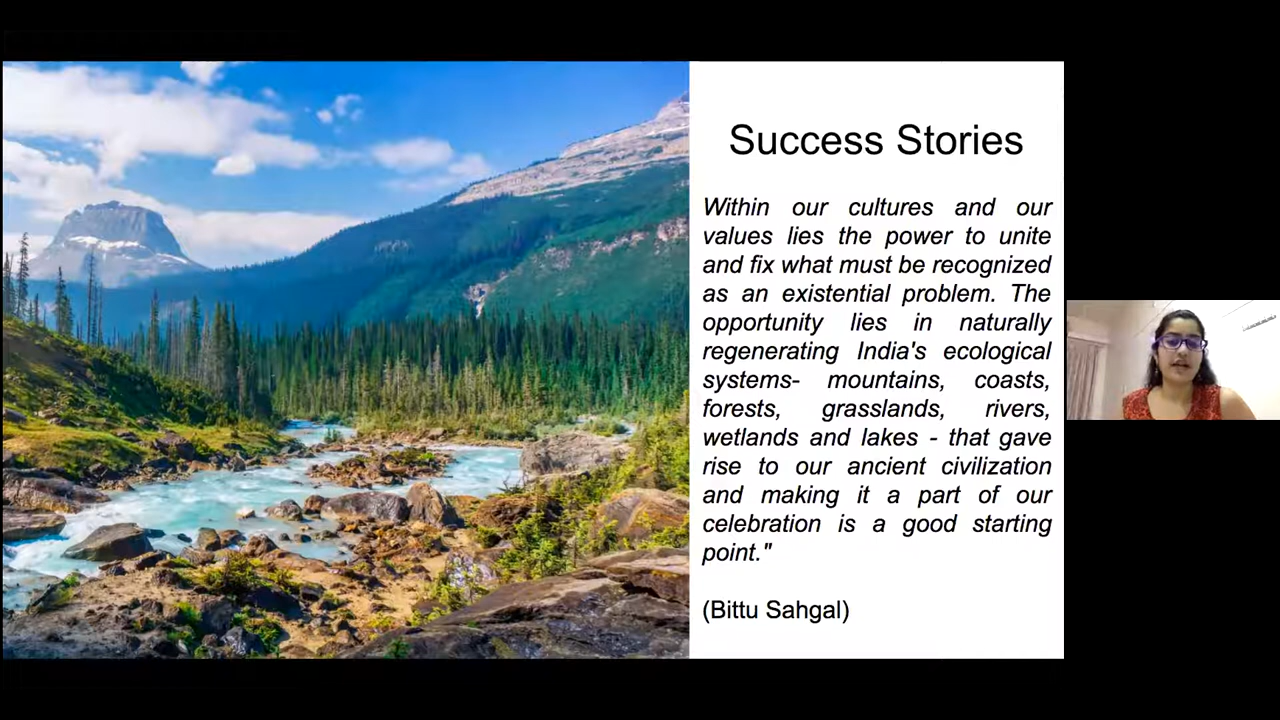 Success Stories
Within our cultures and our
values lies the power to unite
and fix what must be recognized
as an existential problem. The
opportunity lies in naturally
regenerating India's ecological
systems- mountains, coasts,
forests, grasslands, rivers,
wetlands and lakes - that gave
rise to our ancient civilization
and making it a part of our
celebration is a good starting
point."
(Bittu Sahgal)